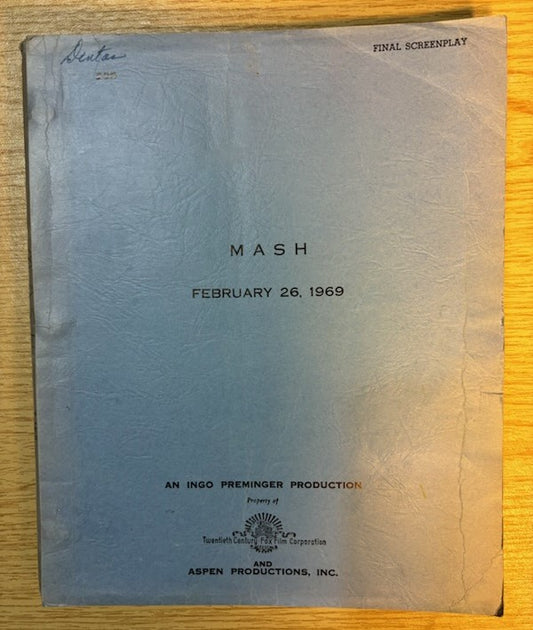 FINAL SCREENPLAY
MASH
FEBRUARY 26, 1969
AN INGO PREMINGER PRODUCTION
Property of
Twentieth Century Fox Film Corporation
AND
ASPEN PRODUCTIONS, INC.